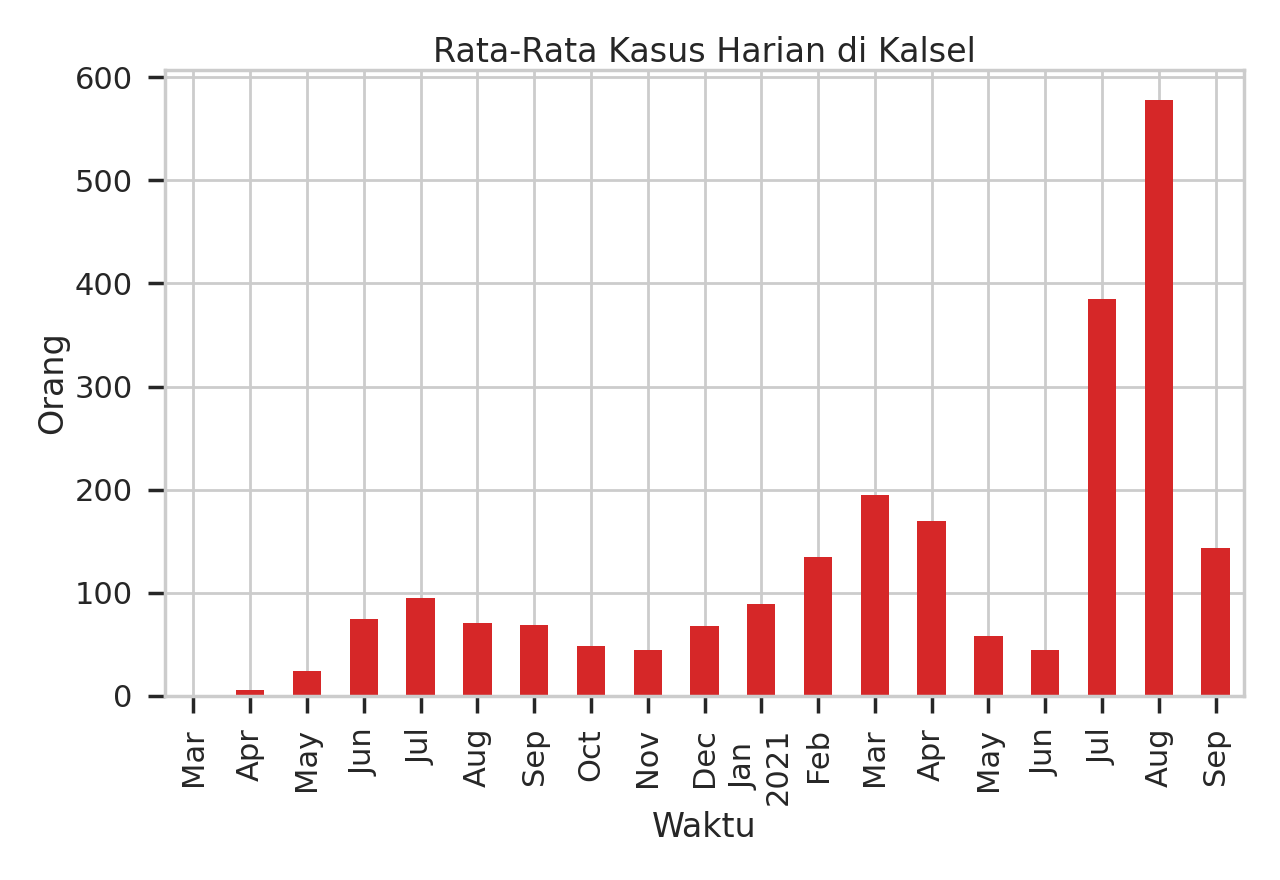 Rata-Rata Kasus Harian di Kalsel
600
500
400
300
200
100
0
Orang
Mar
Apr
May
Jun
Jul
Aug
Sep
Oct
Nov
Dec
Jan
2021
Feb
Mar
Apr
May
Jun
Jul
Aug
Sep
Waktu